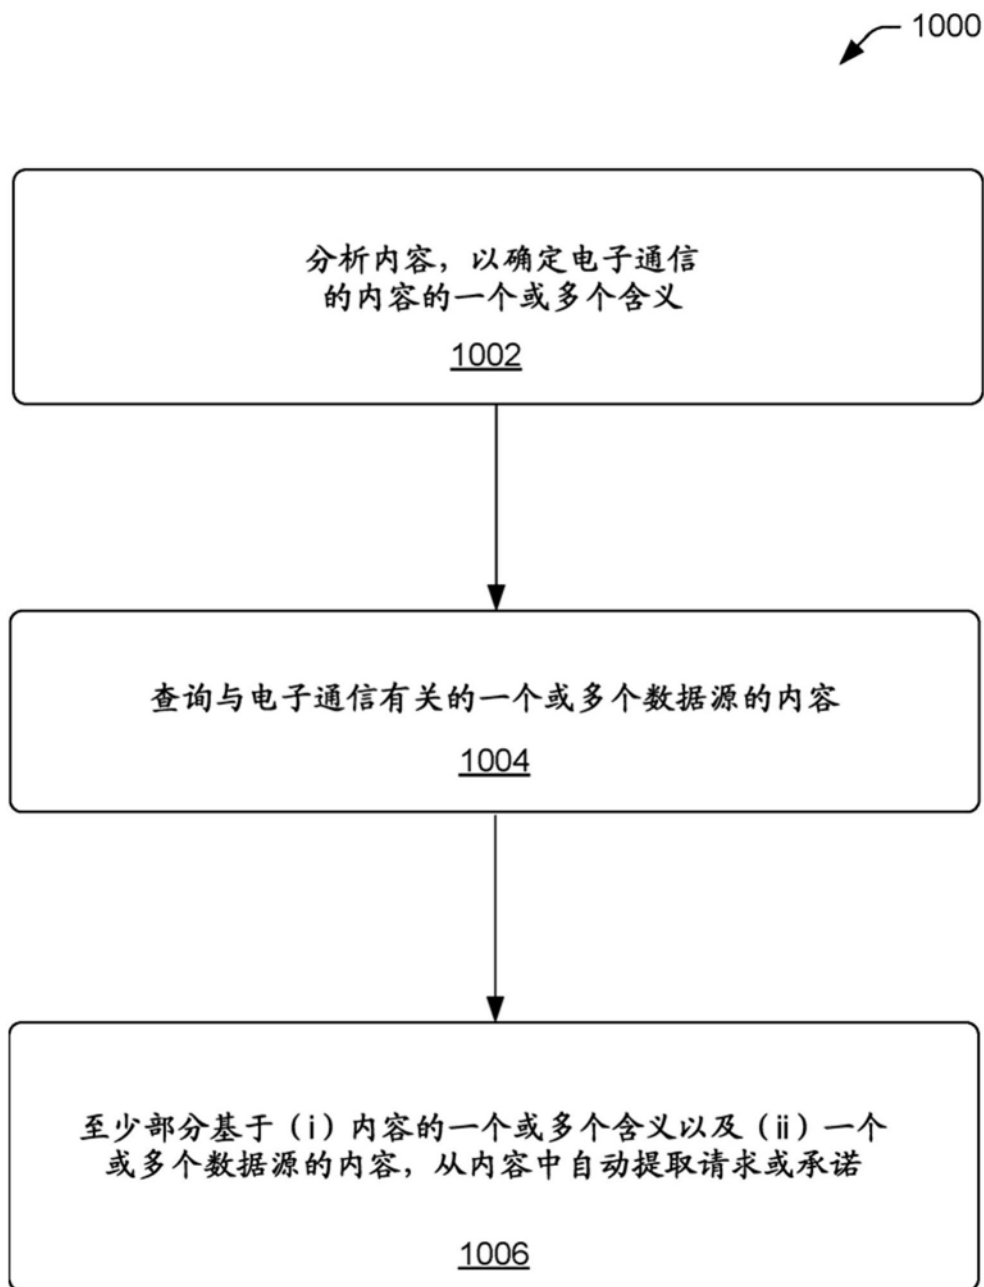 1000
分析内容，以确定电子通信
的内容的一个或多个含义
1002
查询与电子通信有关的一个或多个数据源的内容
1004
至少部分基于（i）内容的一个或多个含义以及（ii）一个
或多个数据源的内容，从内容中自动提取请求或承诺
1006